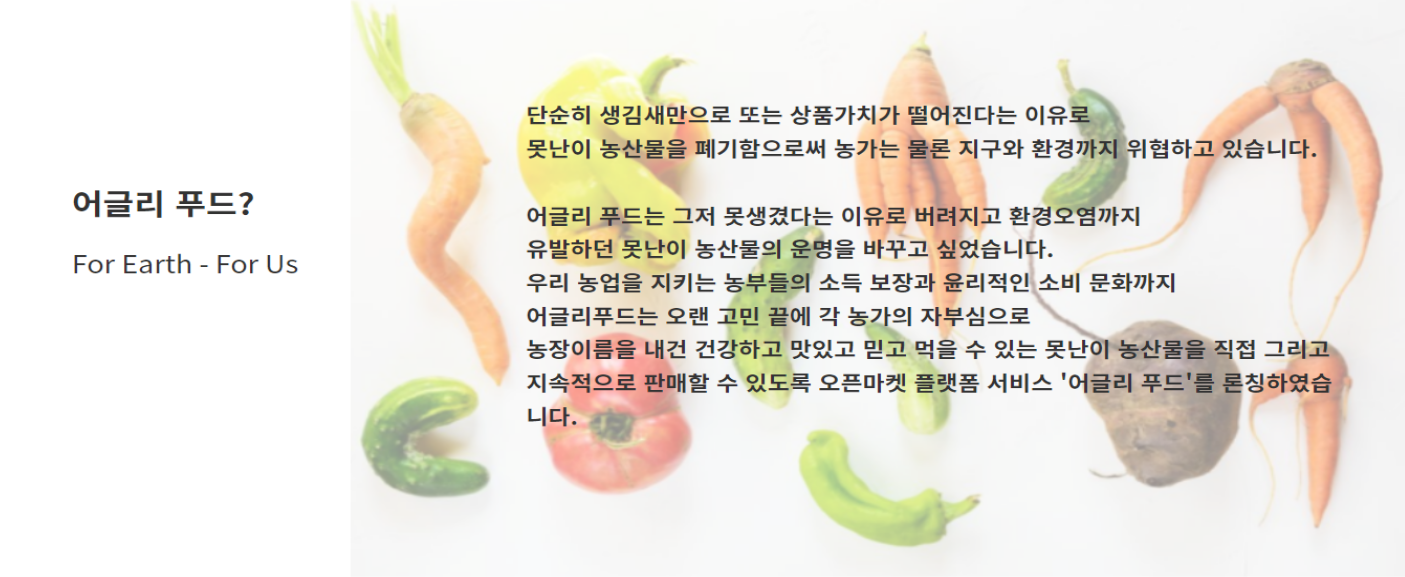 어글리 푸드?
For Earth - For Us
단순히 생김새만으로 또는 상품가치가 떨어진다는 이유로
못난이 농산물을 폐기함으로써 농가는 물론 지구와 환경까지 위협하고 있습니다.
어글리 푸드는 그저 못생겼다는 이유로 버려지고 환경오염까지
유발하던 못난이 농산물의 운명을 바꾸고 싶었습니다.
우리 농업을 지키는 농부들의 소득 보장과 윤리적인 소비 문화까지
어글리푸드는 오랜 고민 끝에 각 농가의 자부심으로
농장이름을 내건 건강하고 맛있고 믿고 먹을 수 있는 못난이 농산물을 직접 그리고
지속적으로 판매할 수 있도록 오픈마켓 플랫폼 서비스 '어글리 푸드'를 론칭하였습
니다.